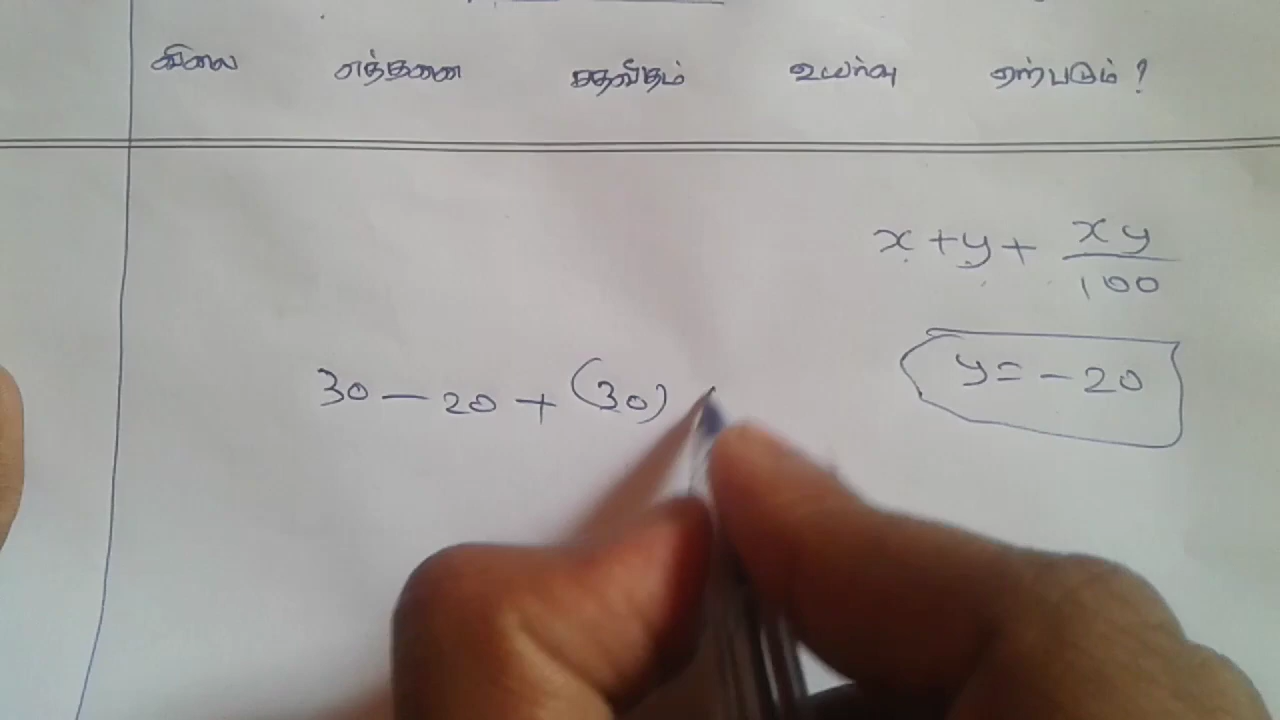 விலை எத்தனை சதவீதம் உயர்வு ஏற்படும் ?
x + y + xy/100
y = - 20
30 — 20 + (30)